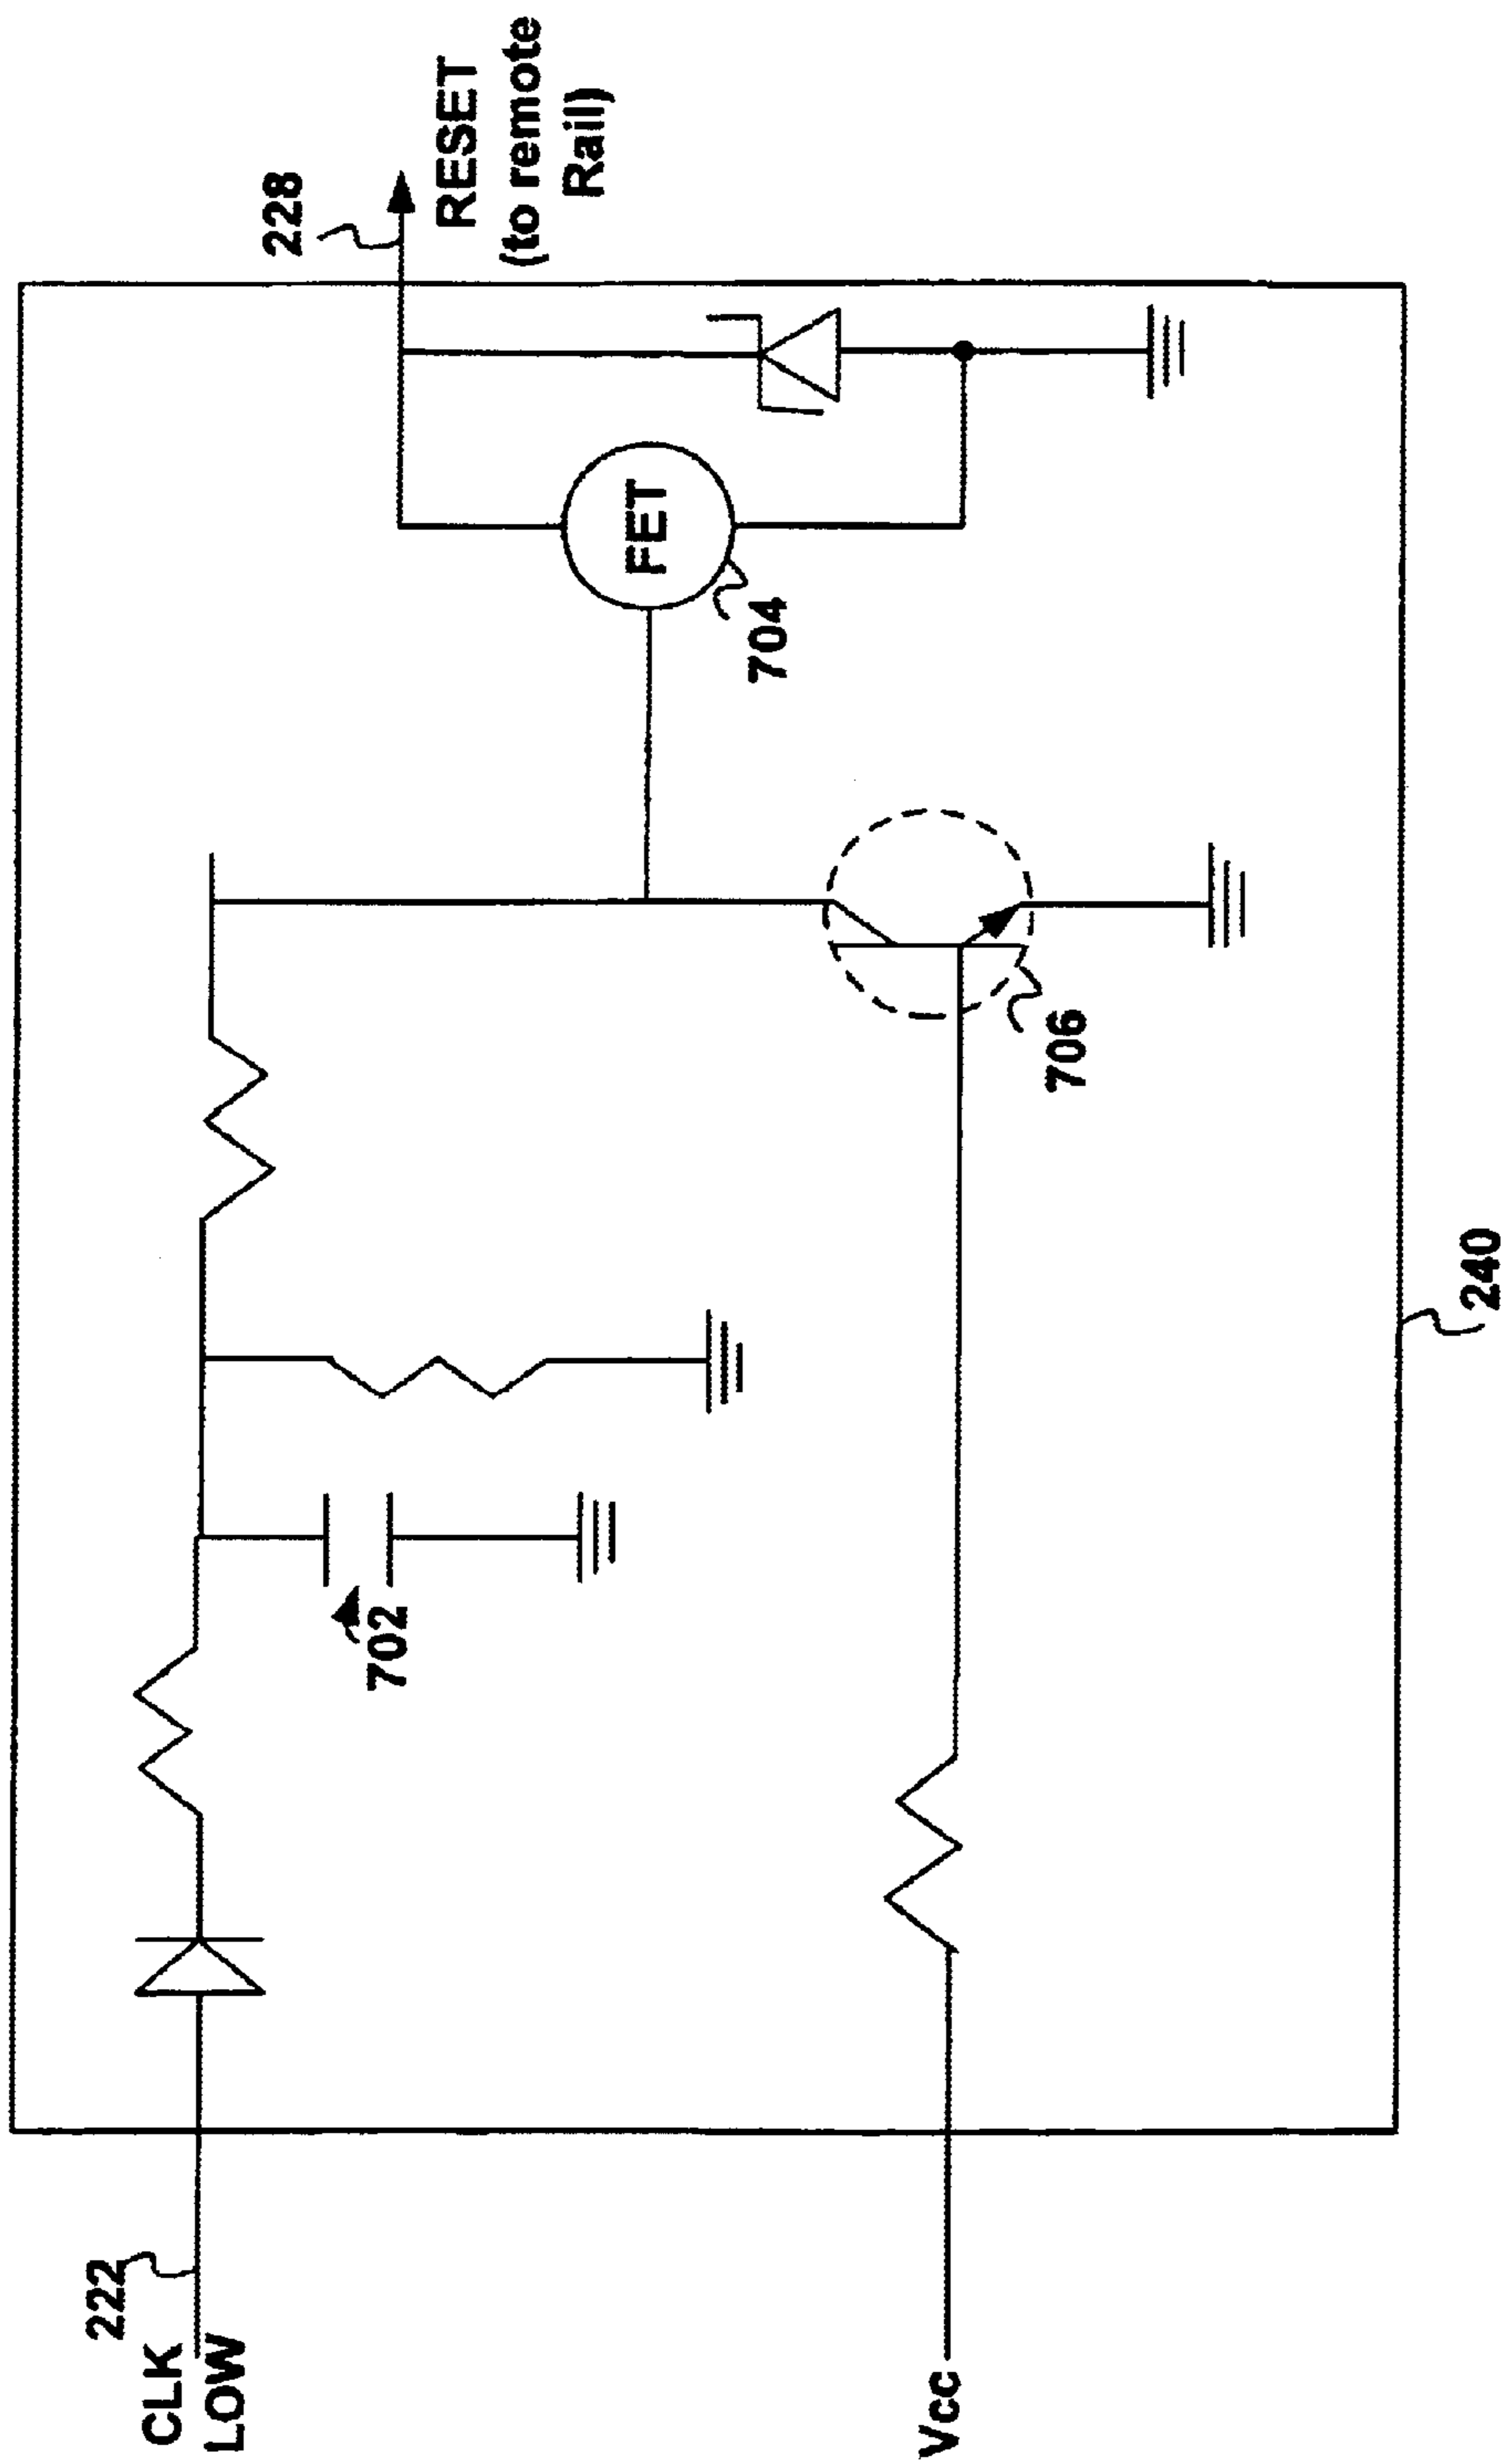 222
CLK
LOW
Vcc
702
240
706
704
FET
228
RESET
(to remote
Rail)